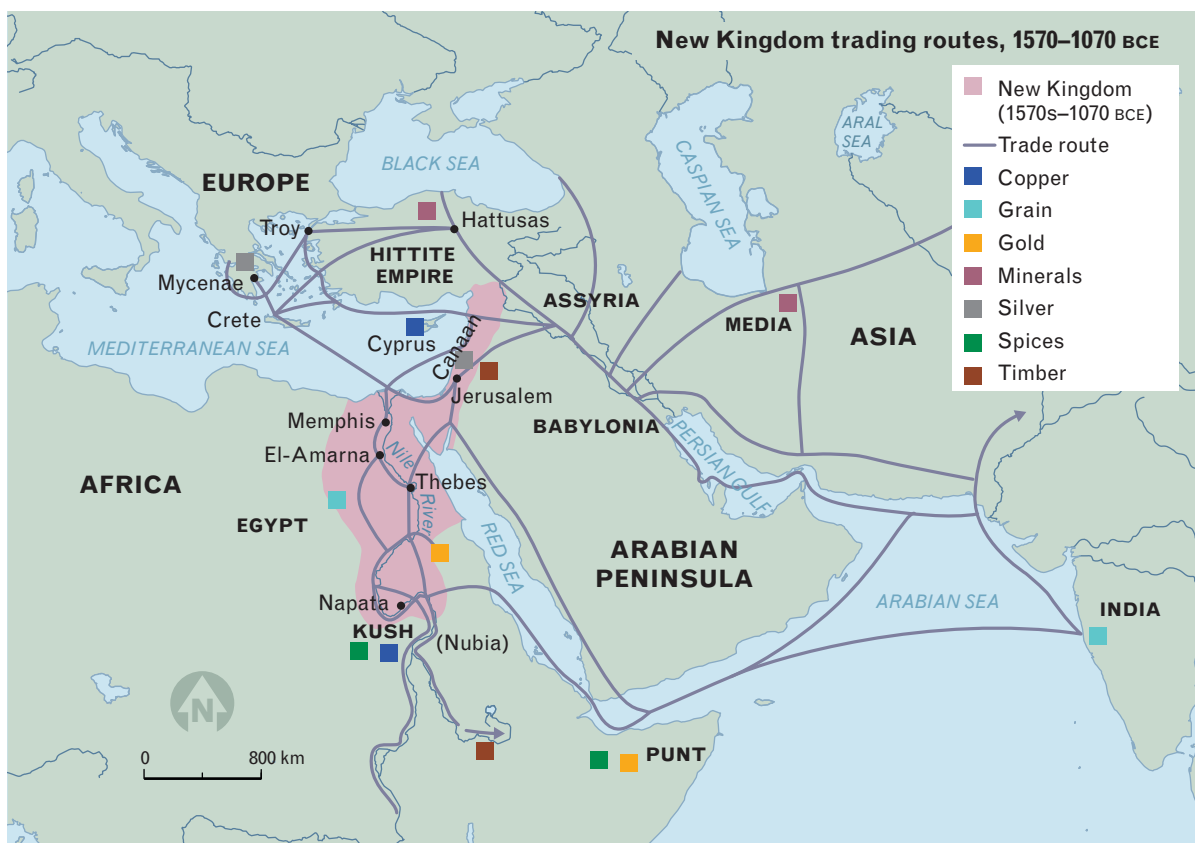 New Kingdom trading routes, 1570–1070 BCE
New Kingdom
(1570s–1070 BCE)
Trade route
Copper
Grain
Gold
Minerals
Silver
Spices
Timber
ARAL
SEA
CASPIAN SEA
BLACK SEA
EUROPE
Troy
Hattusas
HITTITE
EMPIRE
Mycenae
Crete
ASSYRIA
MEDIA
ASIA
Cyprus
Canaan
MEDITERRANEAN SEA
Jerusalem
Memphis
BABYLONIA
El-Amarna
Nile
River
PERSIAN GULF
AFRICA
Thebes
EGYPT
RED SEA
ARABIAN
PENINSULA
Napata
ARABIAN SEA
INDIA
KUSH
(Nubia)
N
0
800 km
PUNT